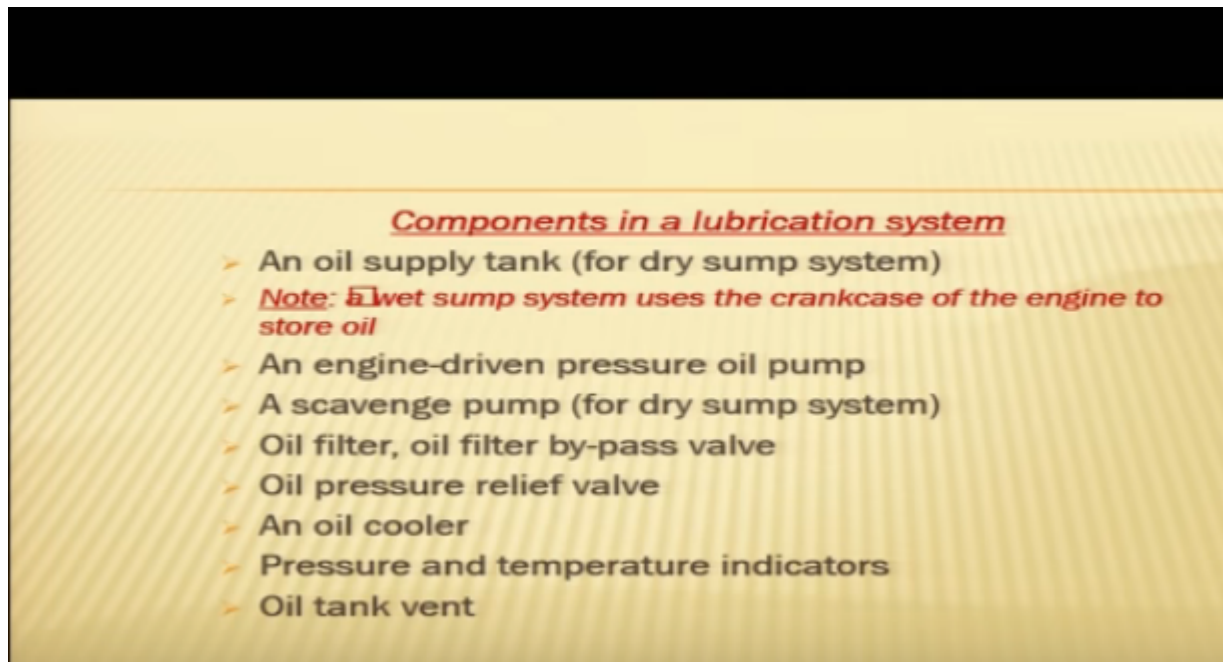 Components in a lubrication system
An oil supply tank (for dry sump system)
Note: a wet sump system uses the crankcase of the engine to
store oil
An engine-driven pressure oil pump
A scavenge pump (for dry sump system)
Oil filter, oil filter by-pass valve
Oil pressure relief valve
An oil cooler
Pressure and temperature indicators
Oil tank vent